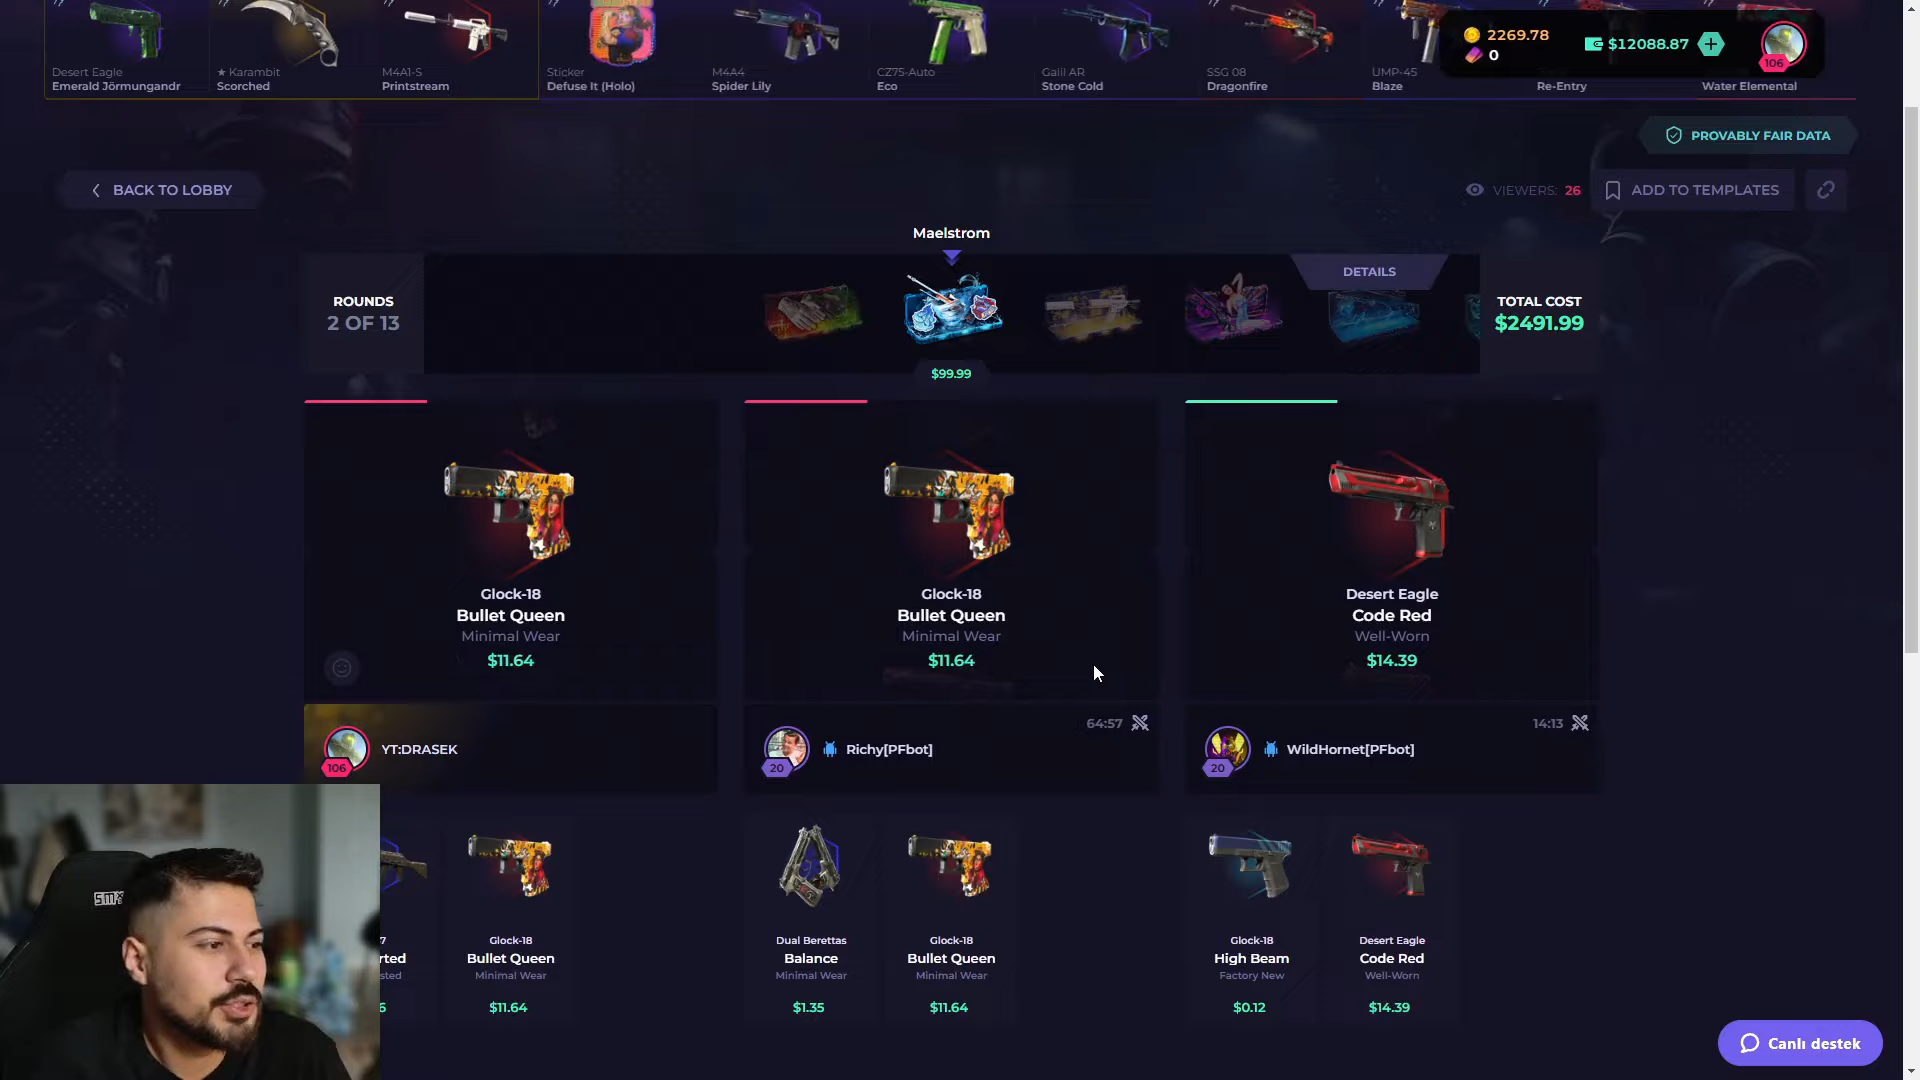 Desert Eagle
Emerald Jörmungandr
★ Karambit
Scorched
M4A1-S
Printstream
Sticker
Defuse It (Holo)
M4A4
Spider Lily
CZ75-Auto
Eco
Galil AR
Stone Cold
SSG 08
Dragonfire
UMP-45
Blaze
Re-Entry
Water Elemental
2269.78
0
$12088.87
106
PROVABLY FAIR DATA
BACK TO LOBBY
VIEWERS: 26
ADD TO TEMPLATES
Maelstrom
ROUNDS
2 OF 13
DETAILS
TOTAL COST
$2491.99
$99.99
Glock-18
Bullet Queen
Minimal Wear
$11.64
Glock-18
Bullet Queen
Minimal Wear
$11.64
Desert Eagle
Code Red
Well-Worn
$14.39
YT:DRASEK
106
64:57
Richy[PFbot]
20
14:13
WildHornet[PFbot]
20
7
rted
sted
6
Glock-18
Bullet Queen
Minimal Wear
$11.64
Dual Berettas
Balance
Minimal Wear
$1.35
Glock-18
Bullet Queen
Minimal Wear
$11.64
Glock-18
High Beam
Factory New
$0.12
Desert Eagle
Code Red
Well-Worn
$14.39
Canlı destek